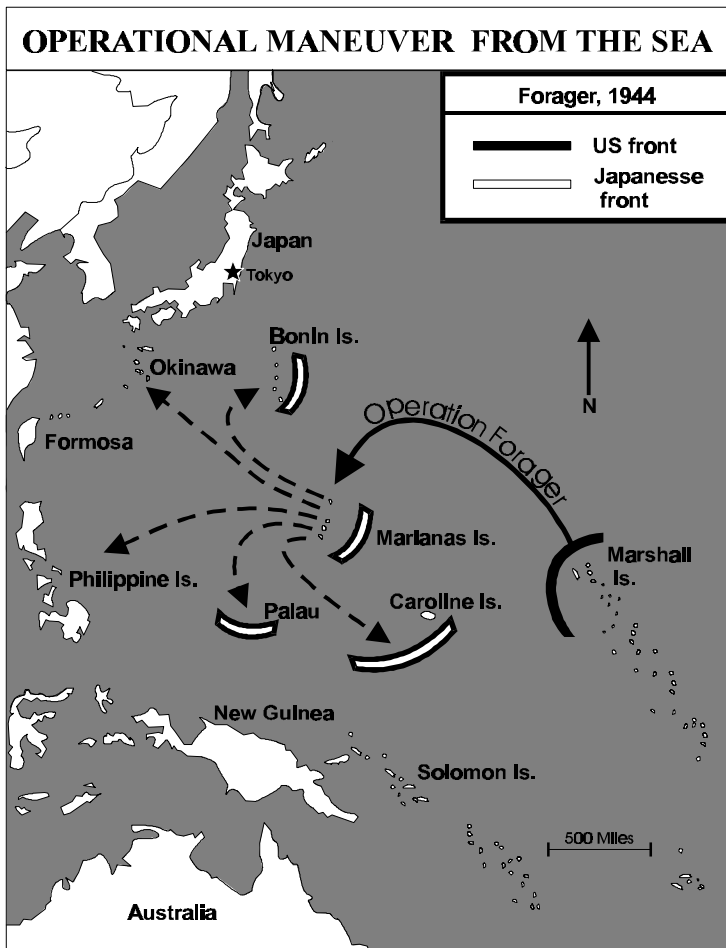 OPERATIONAL MANEUVER FROM THE SEA
Forager, 1944
US front
Japanesse
front
Japan
Tokyo
BonIn Is.
Okinawa
N
Operation Forager
Formosa
MarIanas Is.
Marshall
Is.
Philippine Is.
Palau
CarolIne Is.
New Guinea
Solomon Is.
500 Miles
Australia